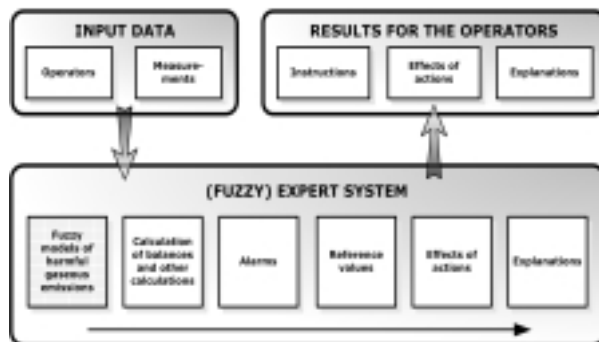 INPUT DATA
Operators
Measure-
ments
RESULTS FOR THE OPERATORS
Instructions
Effects of
actions
Explanations
(FUZZY) EXPERT SYSTEM
Fuzzy
models of
harmful
gaseous
emissions
Calculation
of balances
and other
calculations
Alarms
Reference
values
Effects of
actions
Explanations